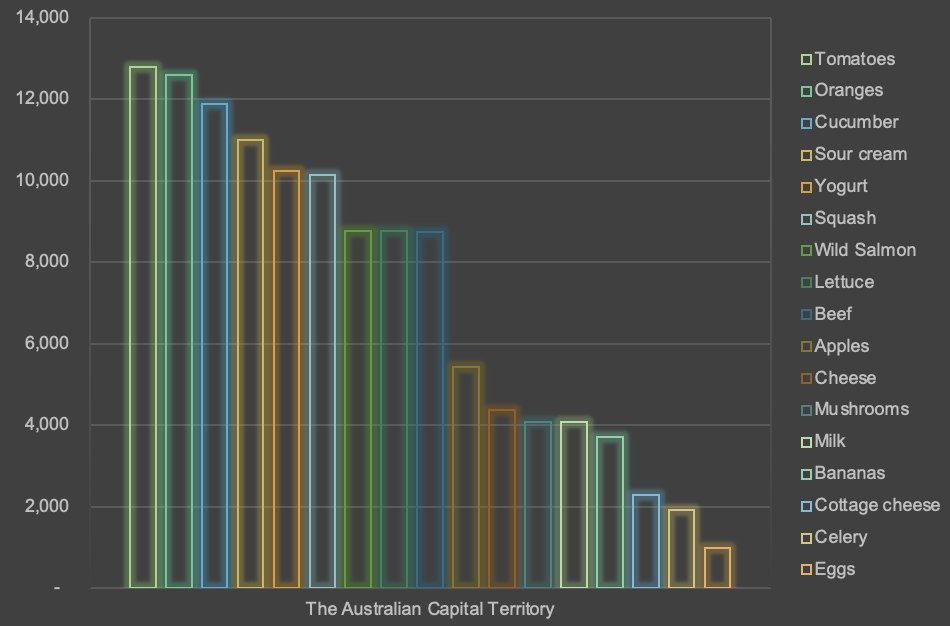 14,000
12,000
10,000
8,000
6,000
4,000
2,000
-
The Australian Capital Territory
Tomatoes
Oranges
Cucumber
Sour cream
Yogurt
Squash
Wild Salmon
Lettuce
Beef
Apples
Cheese
Mushrooms
Milk
Bananas
Cottage cheese
Celery
Eggs